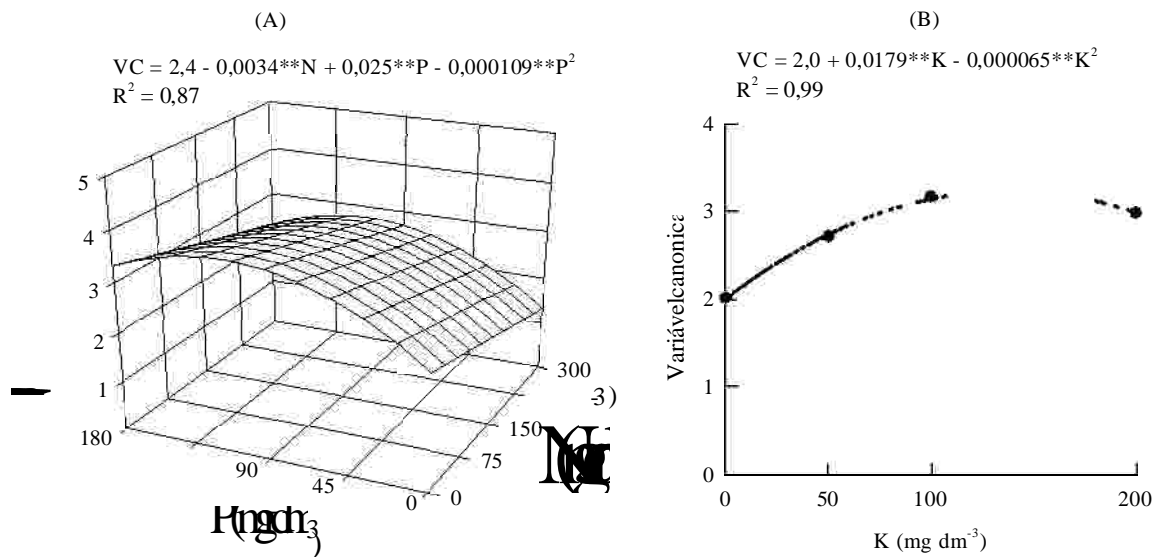 (A)
VC = 2,4 - 0,0034**N + 0,025**P - 0,000109**P²
R² = 0,87
5
4
3
2
1
180
90
45
0
0
75
150
300
-3)
(B)
VC = 2,0 + 0,0179**K - 0,000065**K²
R² = 0,99
Variávelcanonica
4
3
2
1
0
0 50 100 200
K (mg dm⁻³)